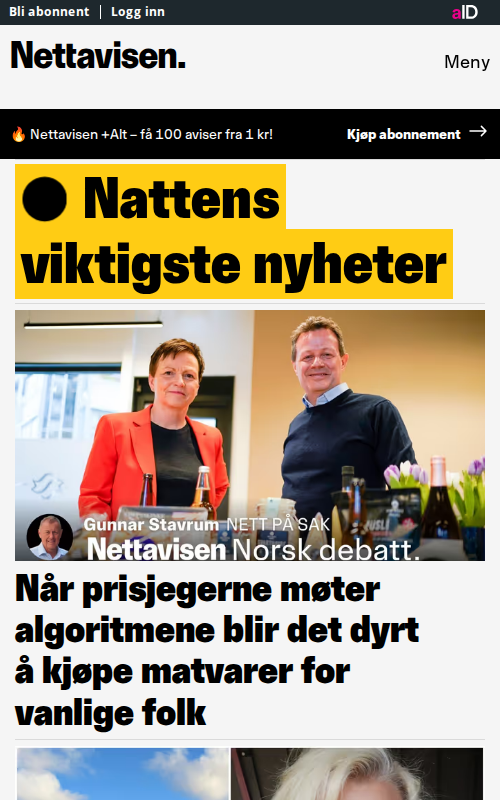 Bli abonnent | Logg inn
aID
Nettavisen.
Meny
🔥 Nettavisen +Alt – få 100 aviser fra 1 kr!
Kjøp abonnement →
Nattens
viktigste nyheter
Gunnar Stavrum NETT PÅ SAK
Nettavisen Norsk debatt.
Når prisjegerne møter
algoritmene blir det dyrt
å kjøpe matvarer for
vanlige folk